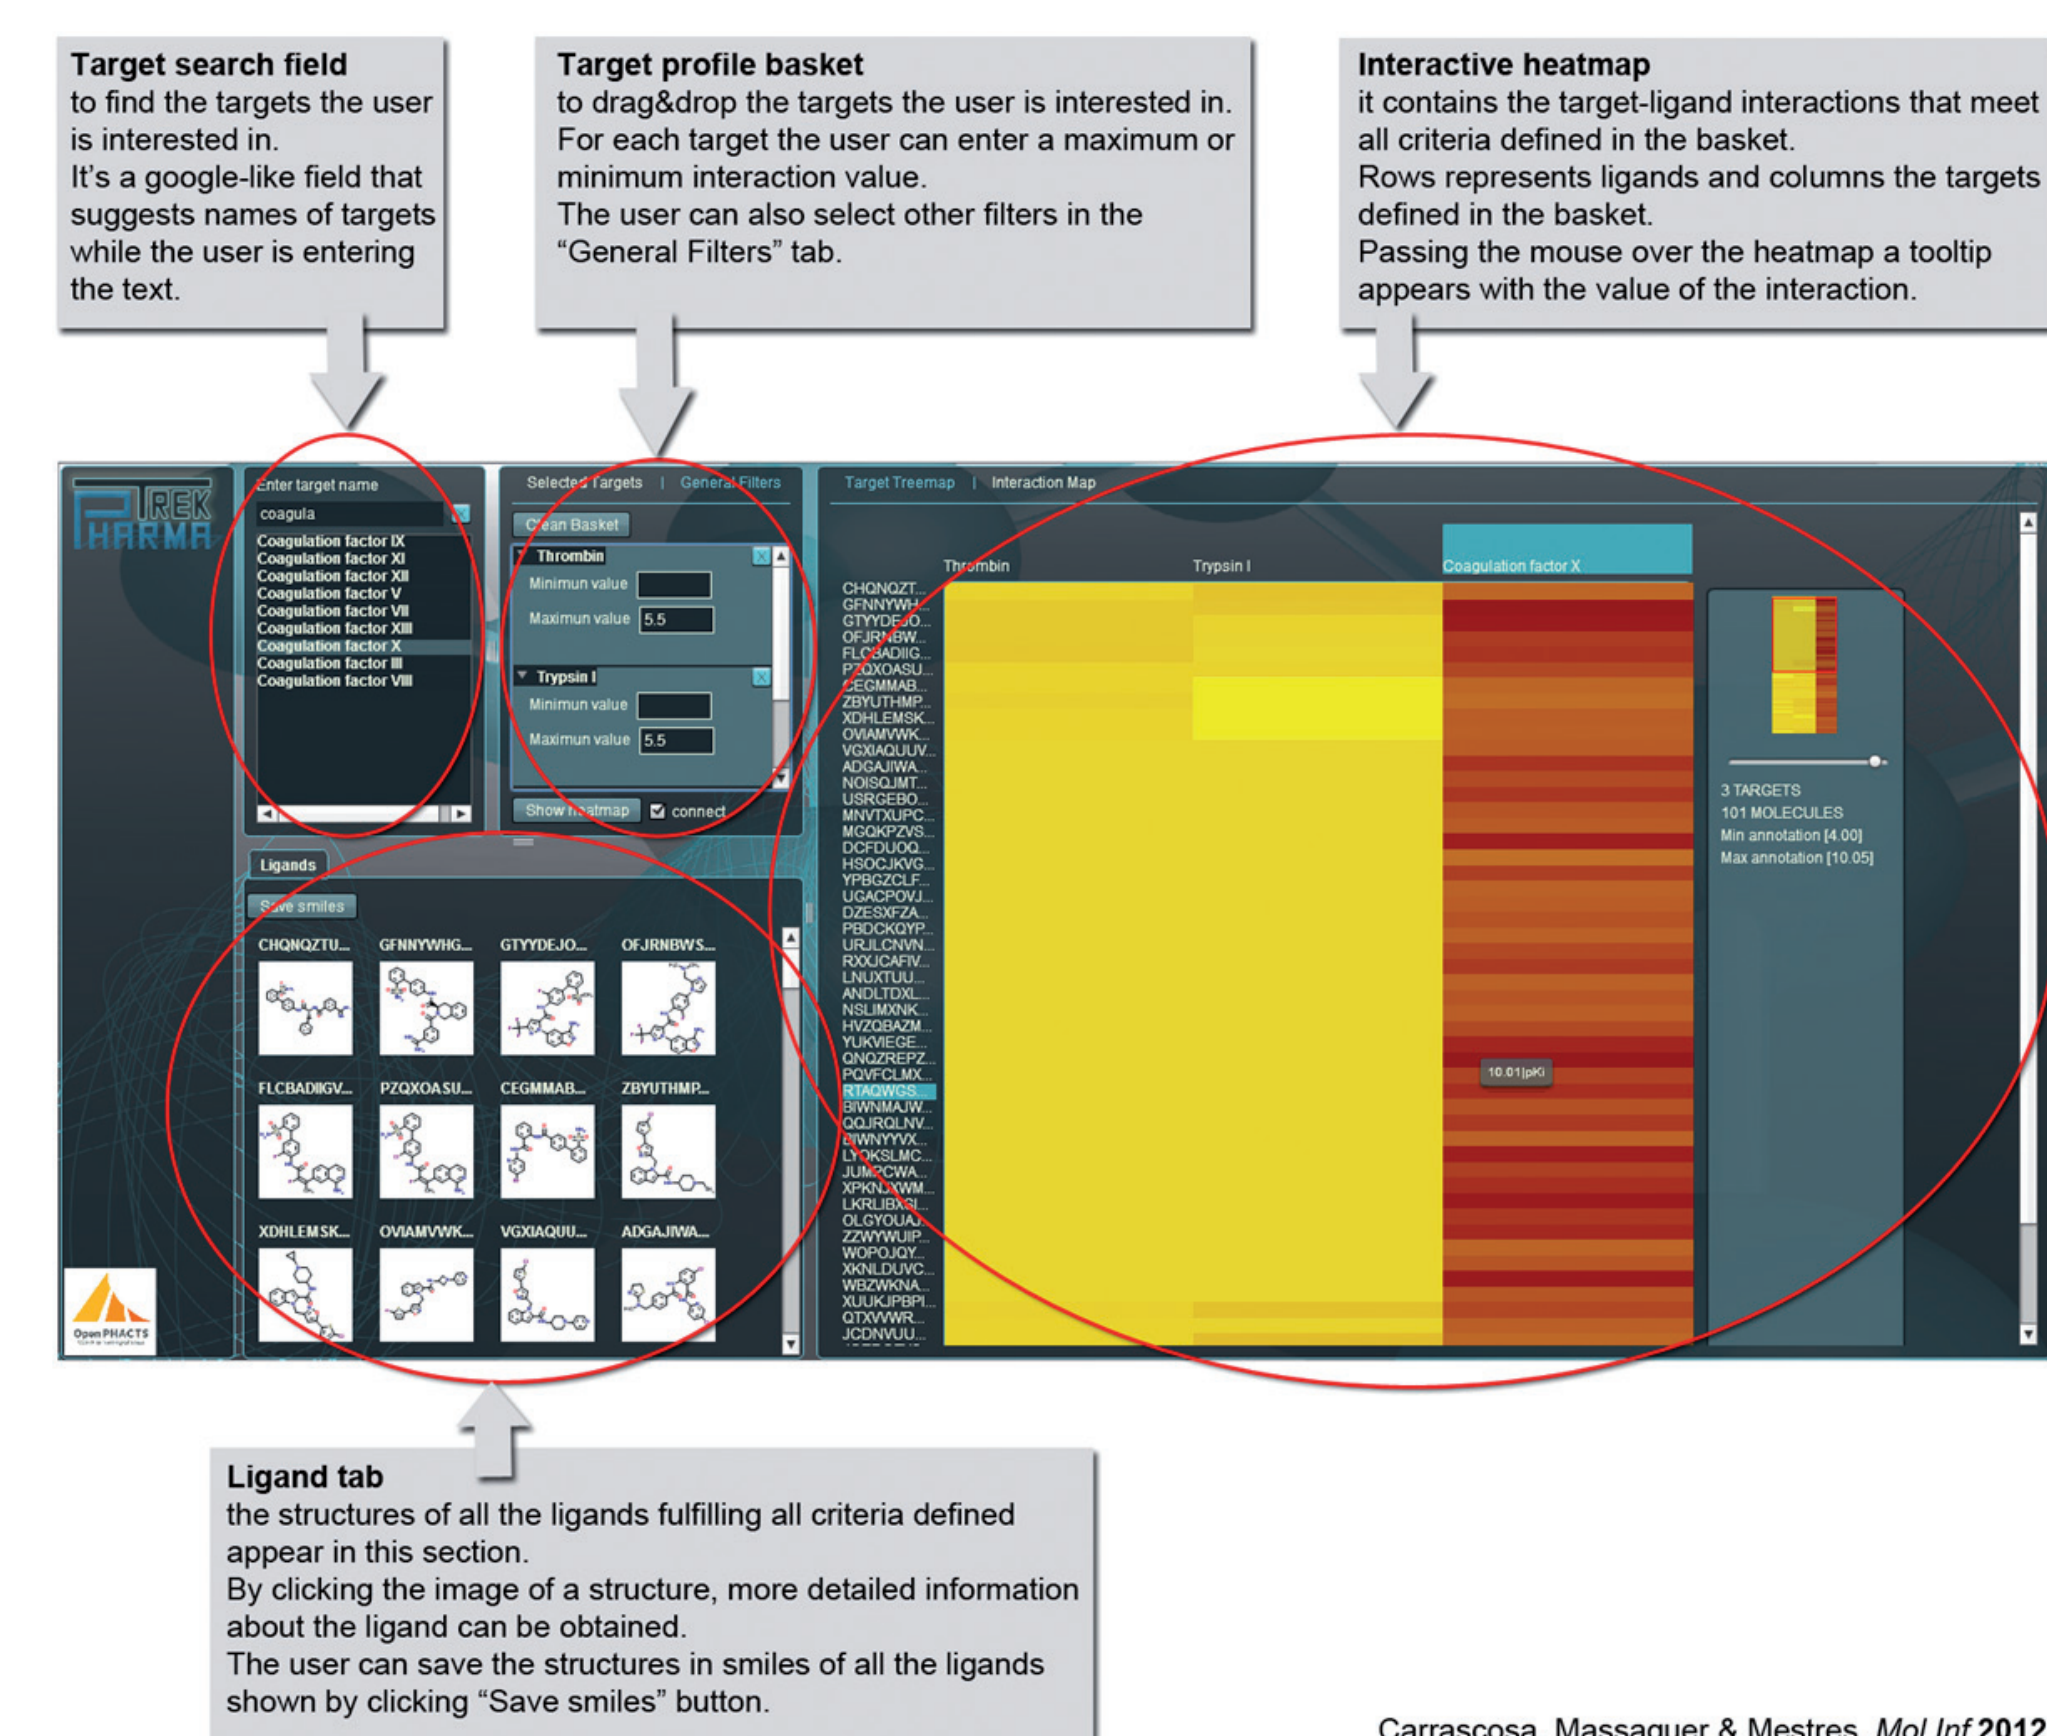 Target search field
to find the targets the user
is interested in.
It's a google-like field that
suggests names of targets
while the user is entering
the text.
Target profile basket
to drag&drop the targets the user is interested in.
For each target the user can enter a maximum or
minimum interaction value.
The user can also select other filters in the
“General Filters” tab.
Interactive heatmap
it contains the target-ligand interactions that meet
all criteria defined in the basket.
Rows represents ligands and columns the targets
defined in the basket.
Passing the mouse over the heatmap a tooltip
appears with the value of the interaction.
TREK
PHARMA
Enter target name
coagula
Coagulation factor IX
Coagulation factor XI
Coagulation factor XII
Coagulation factor V
Coagulation factor VII
Coagulation factor XIII
Coagulation factor X
Coagulation factor III
Coagulation factor VIII
Selected Targets | General Filters
Clean Basket
Thrombin
Minimun value
Maximun value 5.5
Trypsin I
Minimun value
Maximun value 5.5
Show heatmap connect
Target Treemap | Interaction Map
Thrombin Trypsin I Coagulation factor X
CHQNQZT...
GFNNYWH...
GTYYDEJO...
OFJRNBW...
FLCBADIIG...
PZQXOASU...
CEGMMAB...
ZBYUTHMP...
XDHLEMSK...
OVIAMVWK...
VGXIAQUUV...
ADGAJIWA...
NOISQJMT...
USRGEBO...
MNVTXUPC...
MGQKPZVS...
DCFDUOQ...
HSOCJKVG...
YPBGZCLF...
UGACPOVJ...
DZESXFZA...
PBDCKQYP...
URJLCNVN...
RXXJCAFIV...
LNUXTUU...
ANDLTDXL...
NSLIMXNK...
HVZQBAZM...
YUKVIEGE...
QNQZREPZ...
PQVFCLMX...
RTAQWGS...
BIWNMAJW...
QQJRQLNV...
BIWNYYVX...
LYOKSLMC...
JUMPCWA...
XPKNJXWM...
LKRLIBXGI...
OLGYOUAJ...
ZZWYWUIP...
WOPOJQY...
XKNLDUVC...
WBZWKNA...
XUUKJPBPI...
QTXVVWR...
JCDNVUU...
10.01|pKi
3 TARGETS
101 MOLECULES
Min annotation [4.00]
Max annotation [10.05]
Ligands
Save smiles
CHQNQZTU... GFNNYWHG... GTYYDEJO... OFJRNBWS...
FLCBADIIGV... PZQXOASU... CEGMMAB... ZBYUTHMP...
XDHLEMSK... OVIAMVWK... VGXIAQUU... ADGAJIWA...
Open PHACTS
Ligand tab
the structures of all the ligands fulfilling all criteria defined
appear in this section.
By clicking the image of a structure, more detailed information
about the ligand can be obtained.
The user can save the structures in smiles of all the ligands
shown by clicking “Save smiles” button.
Carrascosa, Massaguer & Mestres, Mol Inf 2012